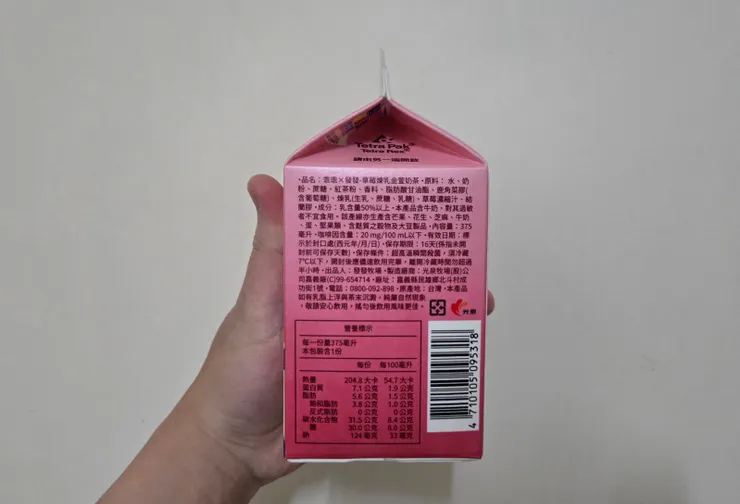 Tetra Pak®
Tetra Rex®
請由另一端開啟
•品名：
×發發-草莓煉乳金萱奶茶•原料：水、奶
粉、蔗糖、紅茶粉、香料、脂肪酸甘油酯、鹿角菜膠(
含葡萄糖)、煉乳(生乳、蔗糖、乳糖)、草莓濃縮汁、結
蘭膠•成分：乳含量50%以上•本產品含牛奶，對其過敏
者不宜食用。該產線亦生產含芒果、花生、芝麻、牛奶
、蛋、堅果類、含麩質之穀物及大豆製品•內容量：375
毫升•咖啡因含量：20 mg/100 mL以下•有效日期：標
示於封口處(西元年/月/日)•保存期限：16天(係指未開
封前可保存天數)•保存條件：超高溫瞬間殺菌，須冷藏
7°C以下，開封後應儘速飲用完畢，離開冷藏時間勿超過
半小時•出品人：發發牧場•製造廠商：光泉牧場(股)公
司嘉義廠(C)99-654714•廠址：嘉義縣民雄鄉北斗村成
功街1號•電話：0800-092-898•原產地：台灣•本產品
如有乳脂上浮與茶末沉澱，純屬自然現象
，敬請安心飲用，搖勻後飲用風味更佳。
光泉
營養標示
每一份量375毫升
本包裝含1份
每份 每100毫升
熱量 204.8 大卡 54.7 大卡
蛋白質 7.1 公克 1.9 公克
脂肪 5.6 公克 1.5 公克
飽和脂肪 3.8 公克 1.0 公克
反式脂肪 0 公克 0 公克
碳水化合物 31.5 公克 8.4 公克
糖 30.0 公克 8.0 公克
鈉 124 毫克 33 毫克
4 710105 095318